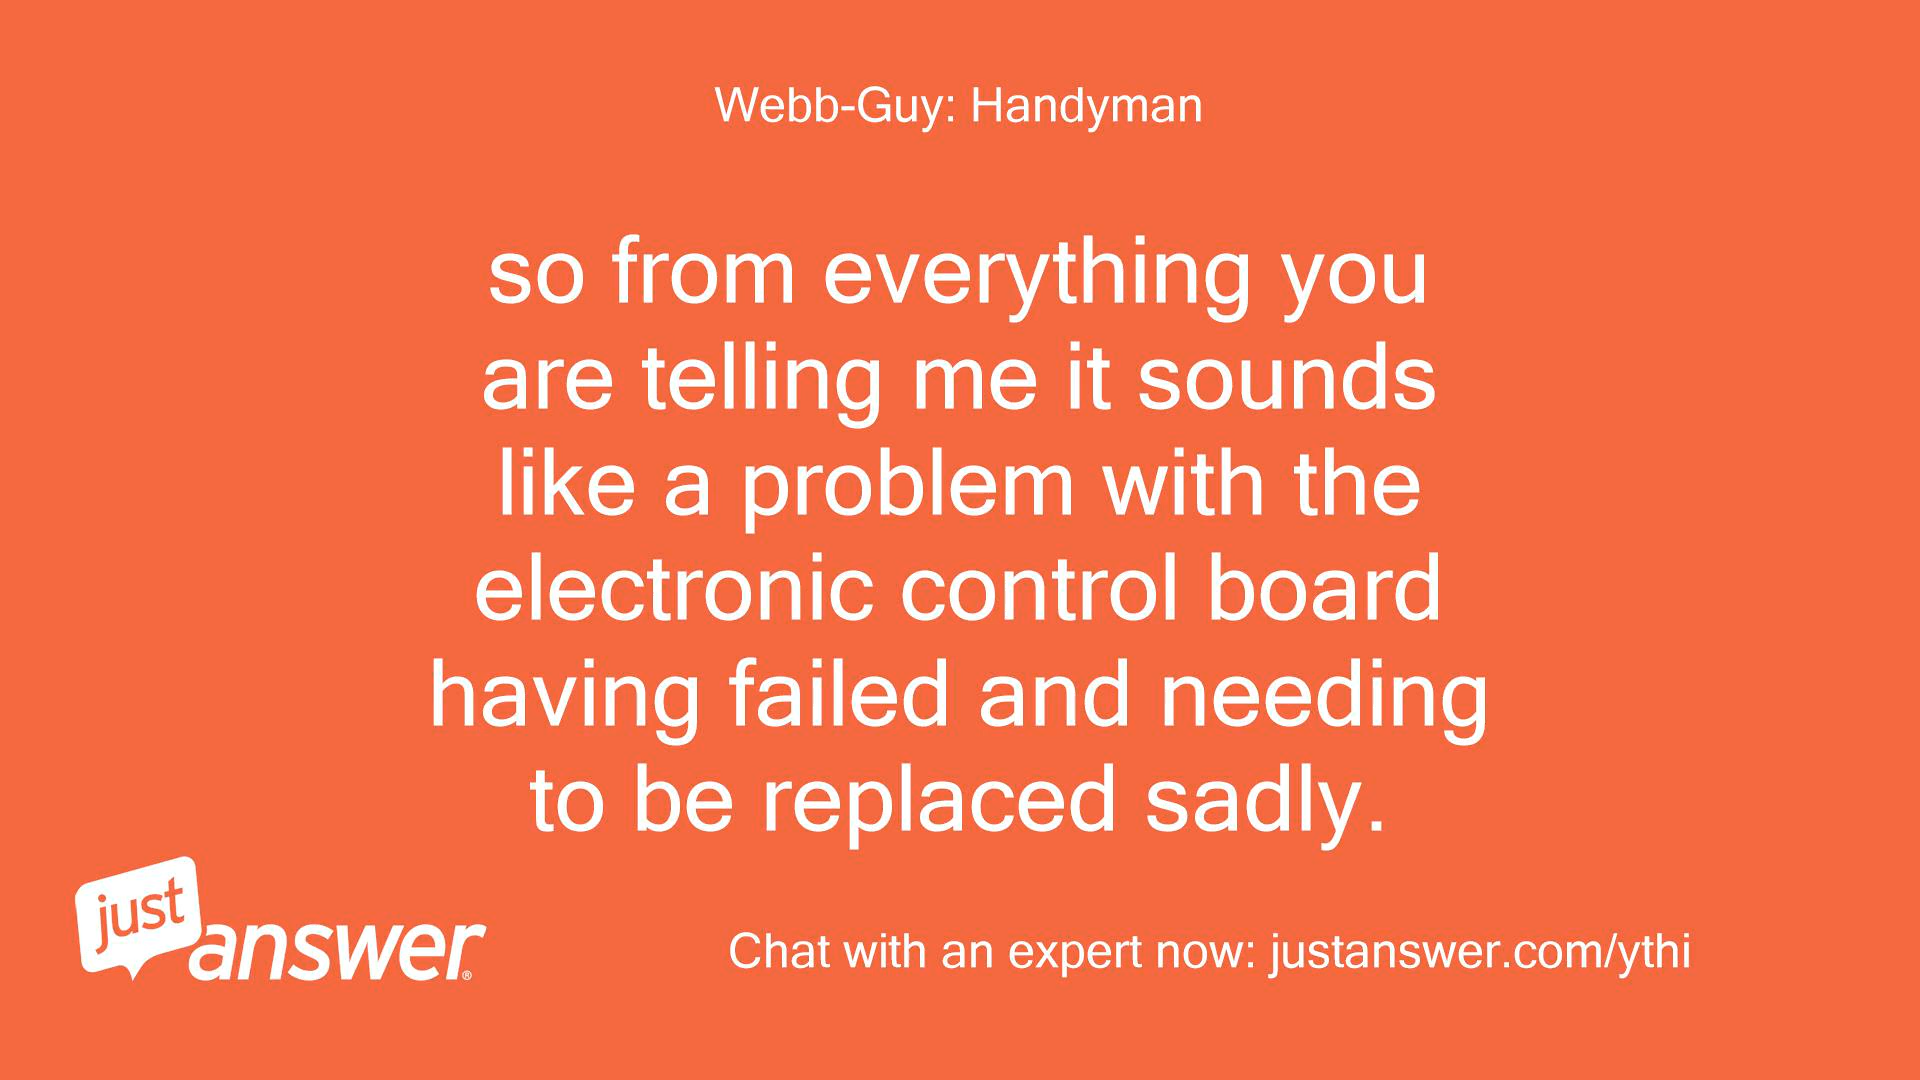 Webb-Guy: Handyman
so from everything you
are telling me it sounds
like a problem with the
electronic control board
having failed and needing
to be replaced sadly.
just
answer®
Chat with an expert now: justanswer.com/ythi